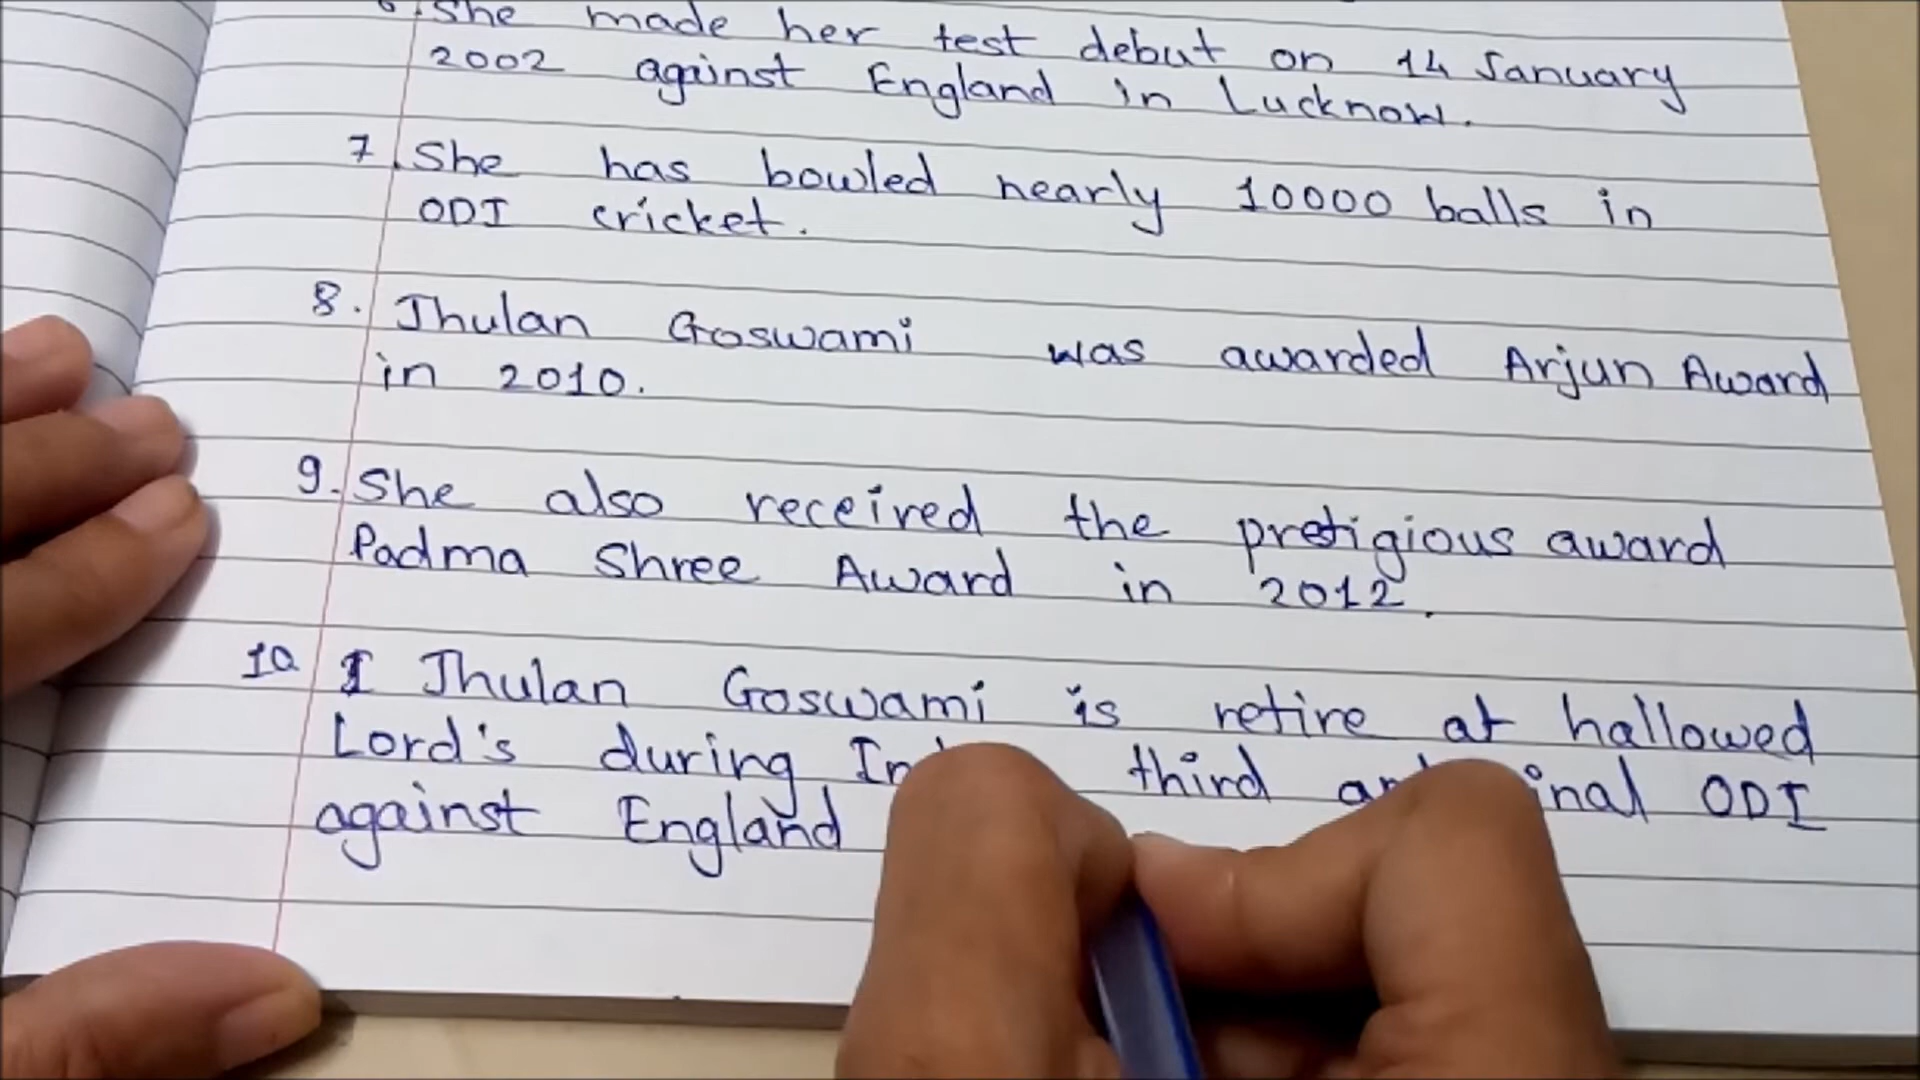 6. She made her test debut on 14 January
2002 against England in Lucknow.
7. She has bowled nearly 10000 balls in
ODI cricket.
8. Jhulan Goswami was awarded Arjun Award
in 2010.
9. She also received the pretigious award
Padma Shree Award in 2012.
10 Jhulan Goswami is retire at hallowed
Lord's during third ODI
against England